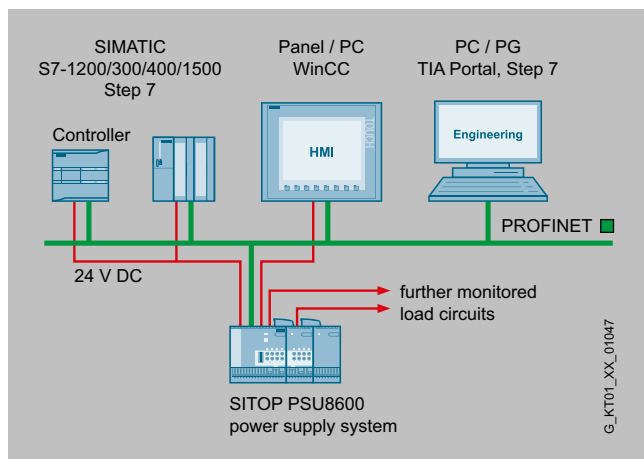 SIMATIC
S7-1200/300/400/1500
Step 7
Panel / PC
WinCC
PC / PG
TIA Portal, Step 7
Controller
HMI
TOUCH
Engineering
PROFINET
24 V DC
further monitored
load circuits
SITOP PSU8600
power supply system
G_KT01_XX_01047